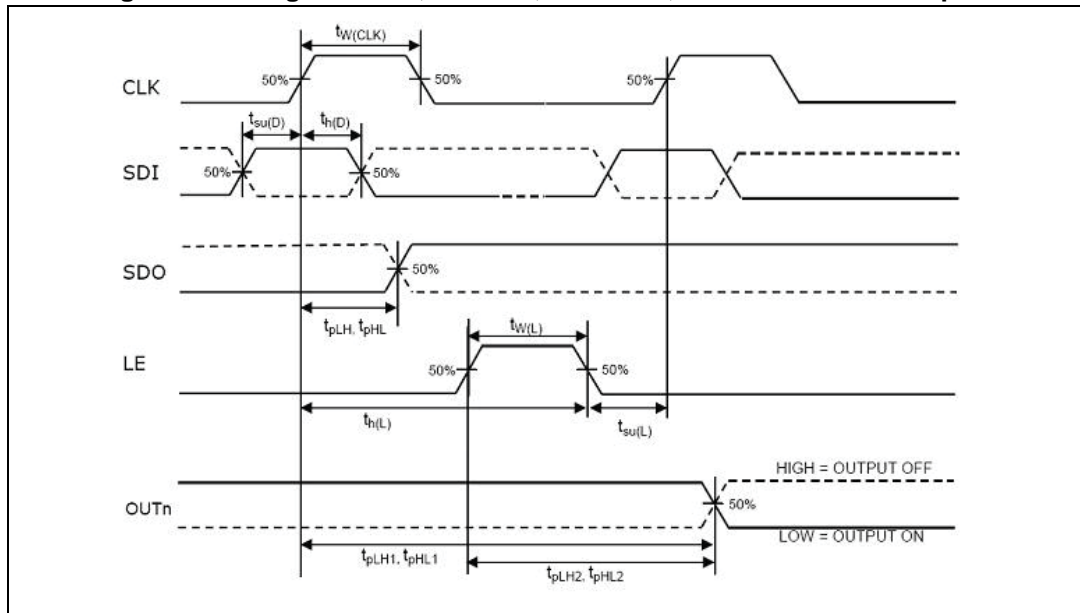 tW(CLK)
CLK
50%
50%
50%
tsu(D)
th(D)
SDI
50%
50%
SDO
50%
tpLH, tpHL
tW(L)
LE
50%
50%
th(L)
tsu(L)
HIGH = OUTPUT OFF
OUTn
50%
LOW = OUTPUT ON
tpLH1, tpHL1
tpLH2, tpHL2